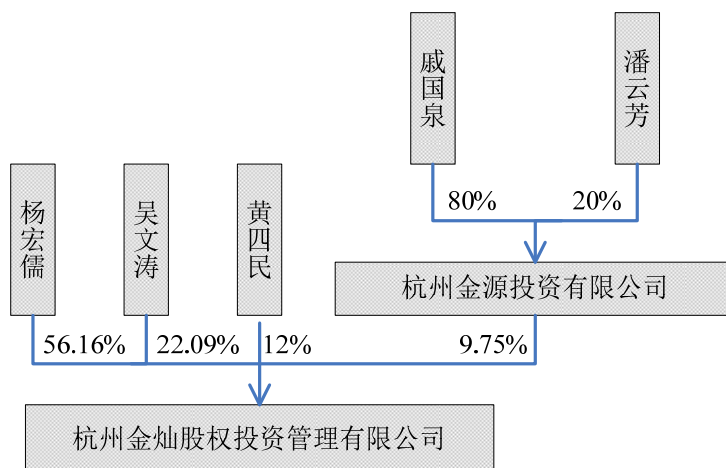 戚国泉
潘云芳
杨宏儒
吴文涛
黄四民
80%
20%
杭州金源投资有限公司
56.16%
22.09%
12%
9.75%
杭州金灿股权投资管理有限公司